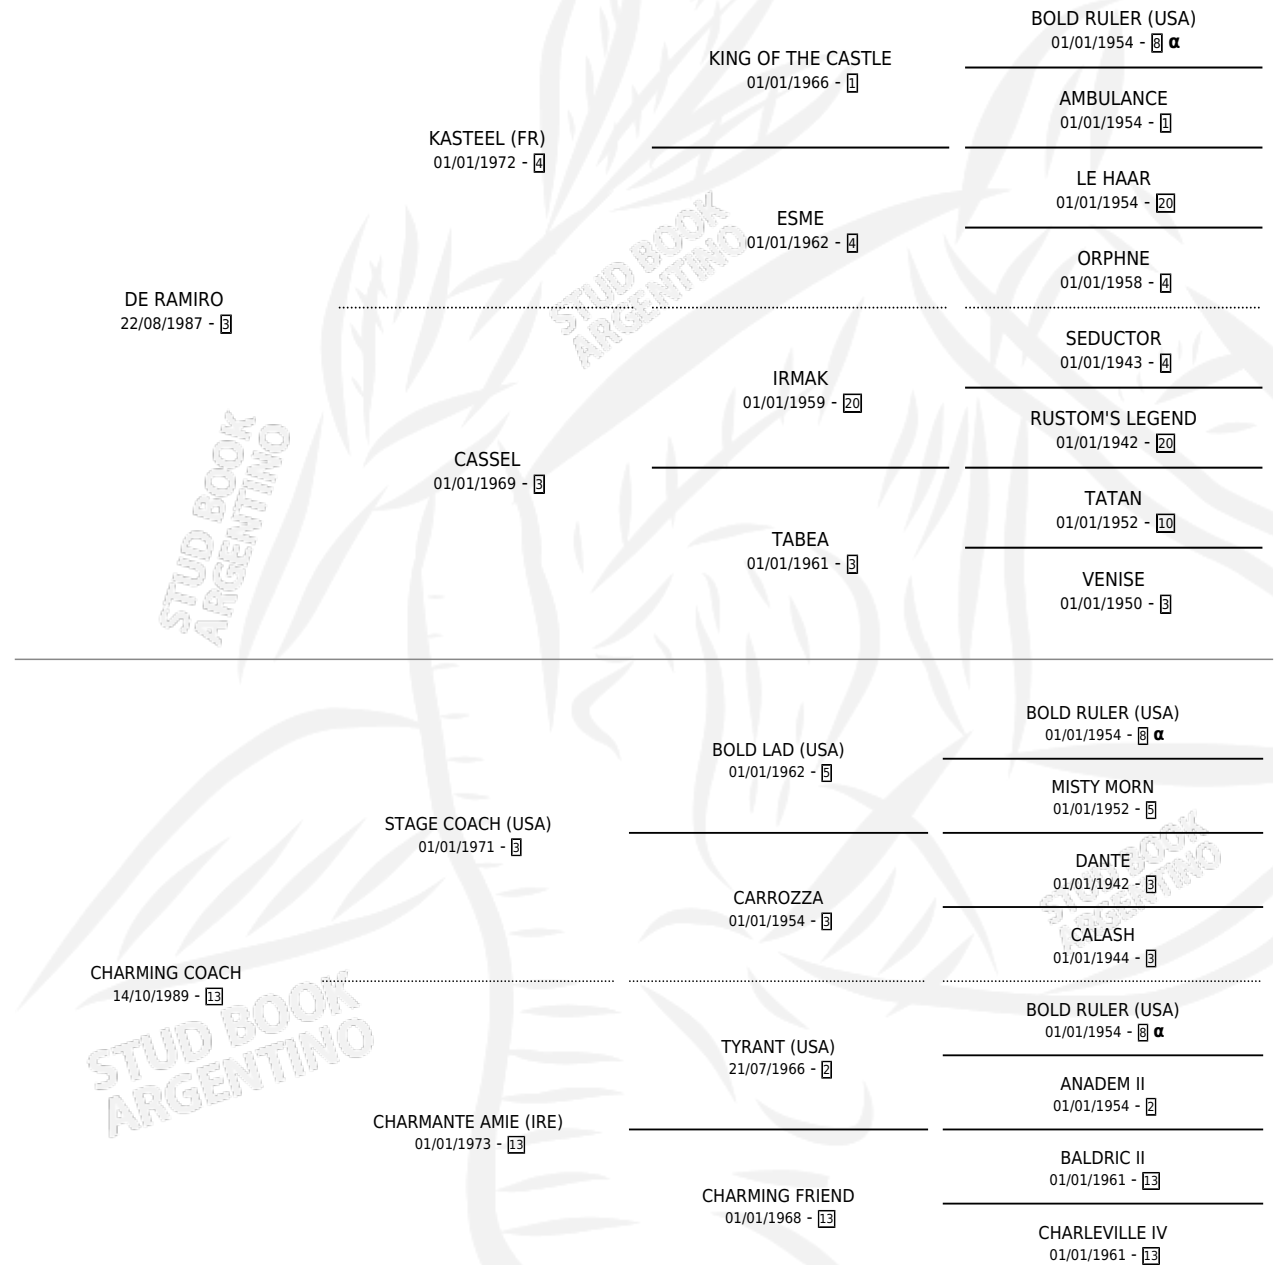 BOLD RULER (USA)
01/01/1954 - 8 α
KING OF THE CASTLE
01/01/1966 - 1
AMBULANCE
01/01/1954 - 1
KASTEEL (FR)
01/01/1972 - 4
LE HAAR
01/01/1954 - 20
ESME
01/01/1962 - 4
ORPHNE
01/01/1958 - 4
DE RAMIRO
22/08/1987 - 3
SEDUCTOR
01/01/1943 - 4
IRMAK
01/01/1959 - 20
RUSTOM'S LEGEND
01/01/1942 - 20
CASSEL
01/01/1969 - 3
TATAN
01/01/1952 - 10
TABEA
01/01/1961 - 3
VENISE
01/01/1950 - 3
BOLD RULER (USA)
01/01/1954 - 8 α
BOLD LAD (USA)
01/01/1962 - 5
MISTY MORN
01/01/1952 - 5
STAGE COACH (USA)
01/01/1971 - 3
DANTE
01/01/1942 - 3
CARROZZA
01/01/1954 - 3
CALASH
01/01/1944 - 3
CHARMING COACH
14/10/1989 - 13
BOLD RULER (USA)
01/01/1954 - 8 α
TYRANT (USA)
21/07/1966 - 2
ANADEM II
01/01/1954 - 2
CHARMANTE AMIE (IRE)
01/01/1973 - 13
BALDRIC II
01/01/1961 - 13
CHARMING FRIEND
01/01/1968 - 13
CHARLEVILLE IV
01/01/1961 - 13
STUD BOOK
ARGENTINO
STUD BOOK
ARGENTINO
STUD BOOK
ARGENTINO
STUD BOOK
ARGENTINO